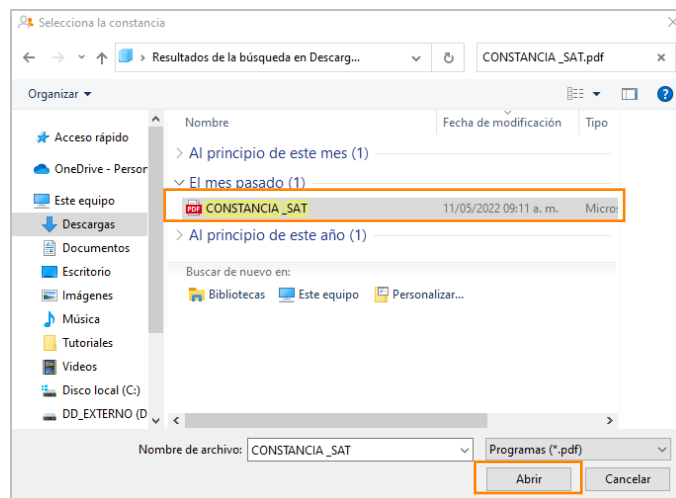 Selecciona la constancia
Resultados de la búsqueda en Descarg...
CONSTANCIA _SAT.pdf
Organizar
Nombre
Fecha de modificación
Tipo
Acceso rápido
OneDrive - Person
Este equipo
Descargas
Documentos
Escritorio
Imágenes
Música
Tutoriales
Videos
Disco local (C:)
DD_EXTERNO (D
Al principio de este mes (1)
El mes pasado (1)
PDF CONSTANCIA _SAT 11/05/2022 09:11 a. m. Micros
Al principio de este año (1)
Buscar de nuevo en:
Bibliotecas Este equipo Personalizar...
Nombre de archivo: CONSTANCIA _SAT
Programas (*.pdf)
Abrir
Cancelar